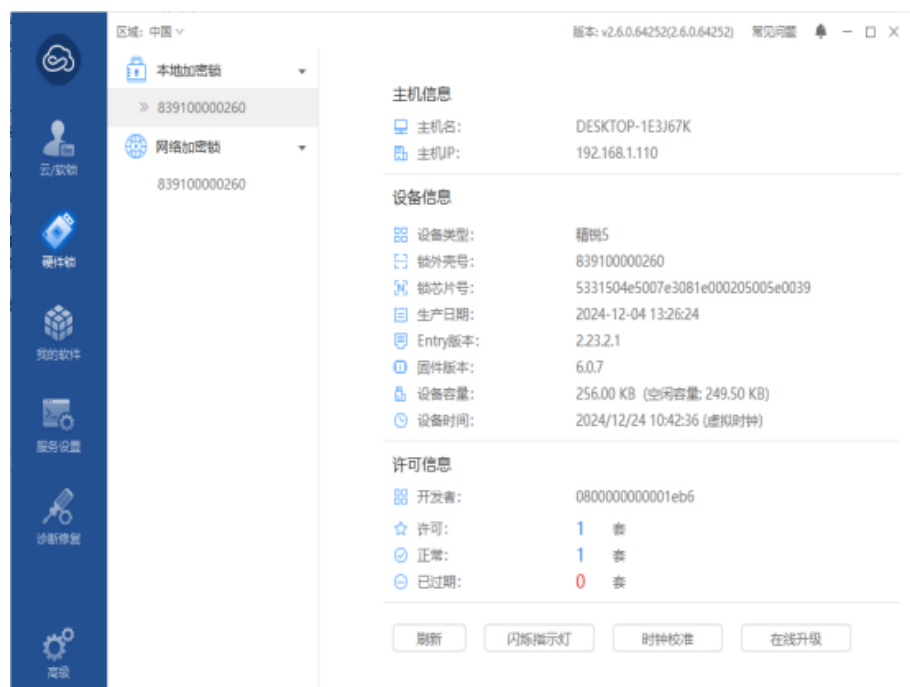 区域: 中国
版本: v2.6.0.64252(2.6.0.64252) 常见问题
云/软锁
硬件锁
我的软件
服务设置
诊断修复
高级
本地加密锁
839100000260
网络加密锁
839100000260
主机信息
主机名: DESKTOP-1E3J67K
主机IP: 192.168.1.110
设备信息
设备类型: 精锐5
锁外壳号: 839100000260
锁芯片号: 5331504e5007e3081e000205005e0039
生产日期: 2024-12-04 13:26:24
Entry版本: 2.23.2.1
固件版本: 6.0.7
设备容量: 256.00 KB (空闲容量: 249.50 KB)
设备时间: 2024/12/24 10:42:36 (虚拟时钟)
许可信息
开发者: 0800000000001eb6
许可: 1 套
正常: 1 套
已过期: 0 套
刷新 闪烁指示灯 时钟校准 在线升级